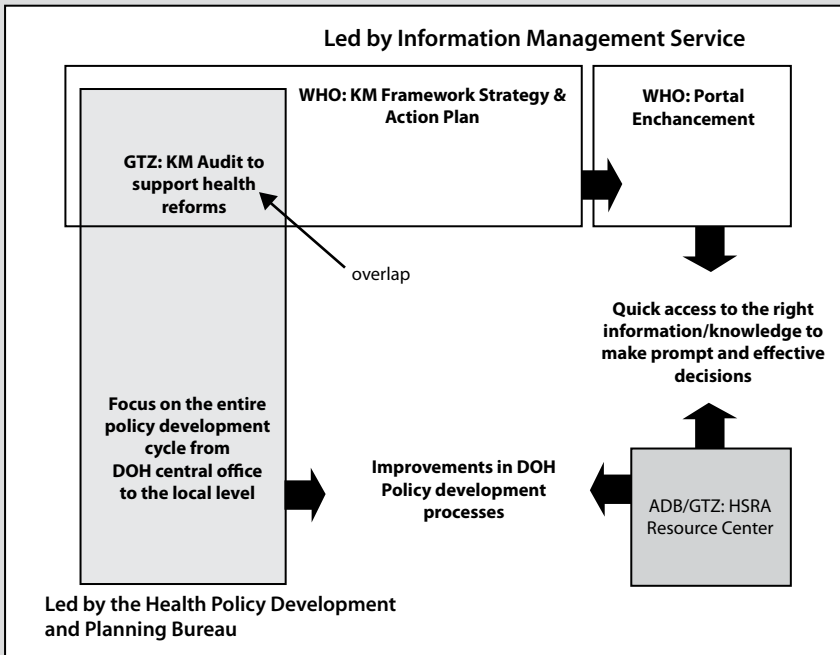 Led by Information Management Service
WHO: KM Framework Strategy &
Action Plan
WHO: Portal
Enchancement
GTZ: KM Audit to
support health
reforms
overlap
Quick access to the right
information/knowledge to
make prompt and effective
decisions
Focus on the entire
policy development
cycle from
DOH central office
to the local level
Improvements in DOH
Policy development
processes
ADB/GTZ: HSRA
Resource Center
Led by the Health Policy Development
and Planning Bureau